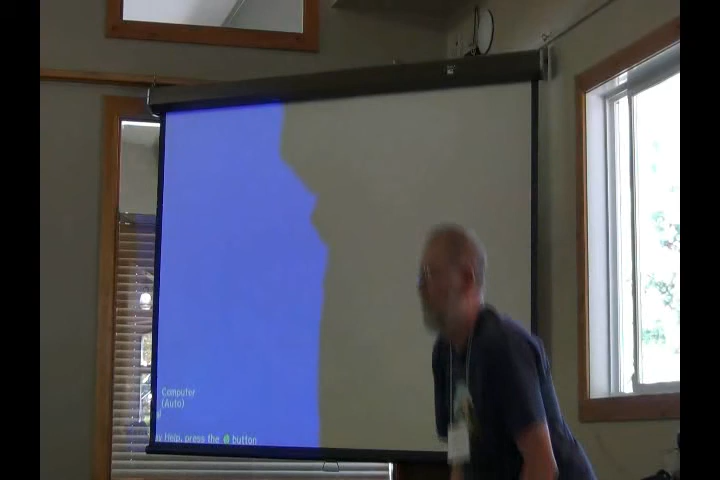 Computer
(Auto)
Help, press the button